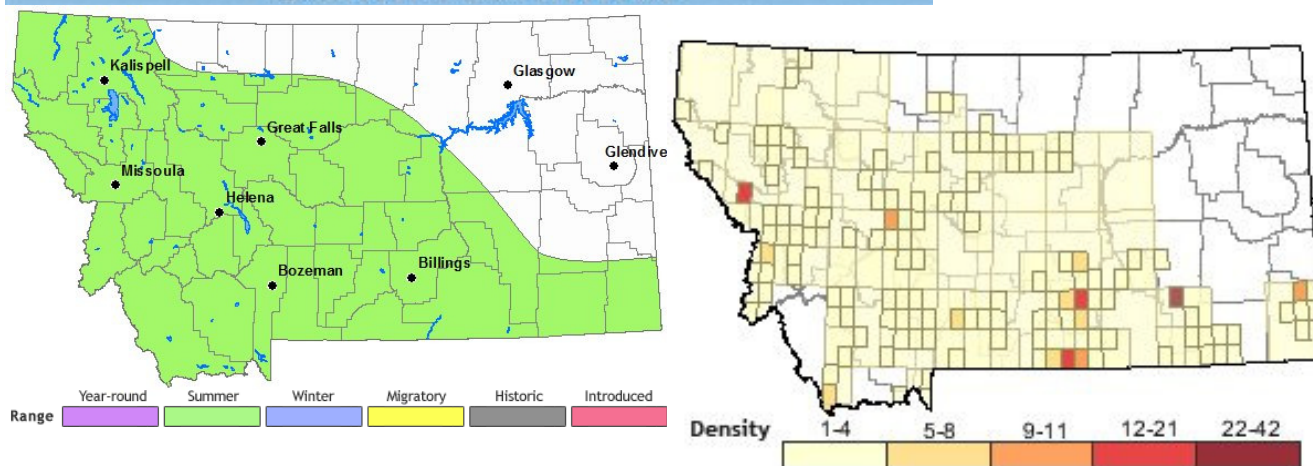 Kalispell
Glasgow
Great Falls
Glendive
Missoula
Helena
Bozeman
Billings
Range Year-round Summer Winter Migratory Historic Introduced
Density 1-4 5-8 9-11 12-21 22-42